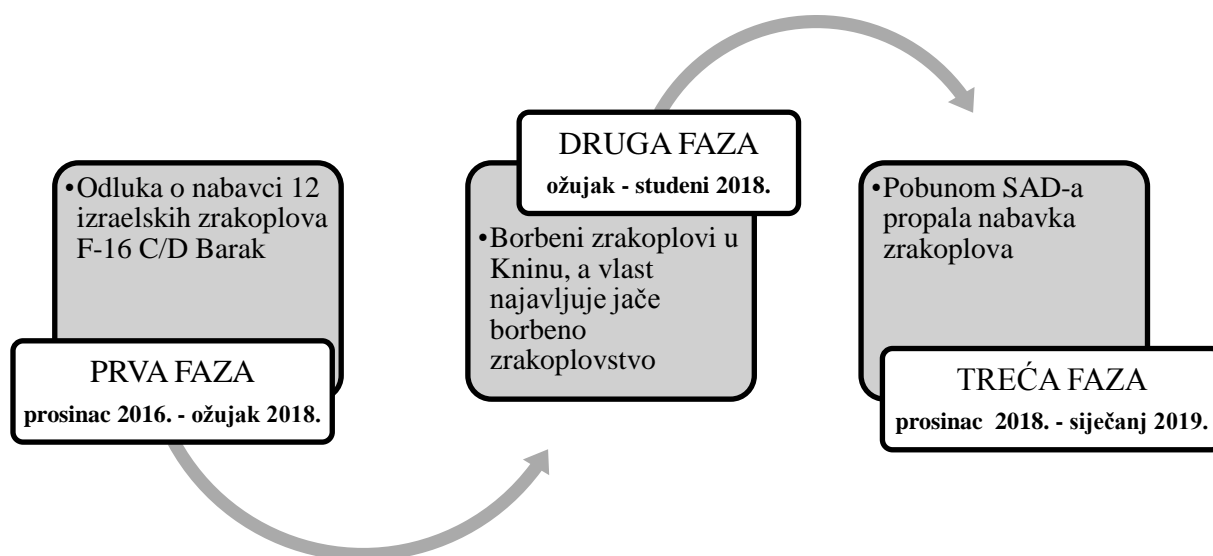 •Odluka o nabavci 12
izraelskih zrakoplova
F-16 C/D Barak
PRVA FAZA
prosinac 2016. - ožujak 2018.
DRUGA FAZA
ožujak - studeni 2018.
•Borbeni zrakoplovi u
Kninu, a vlast
najavljuje jače
borbeno
zrakoplovstvo
•Pobunom SAD-a
propala nabavka
zrakoplova
TREĆA FAZA
prosinac 2018. - siječanj 2019.